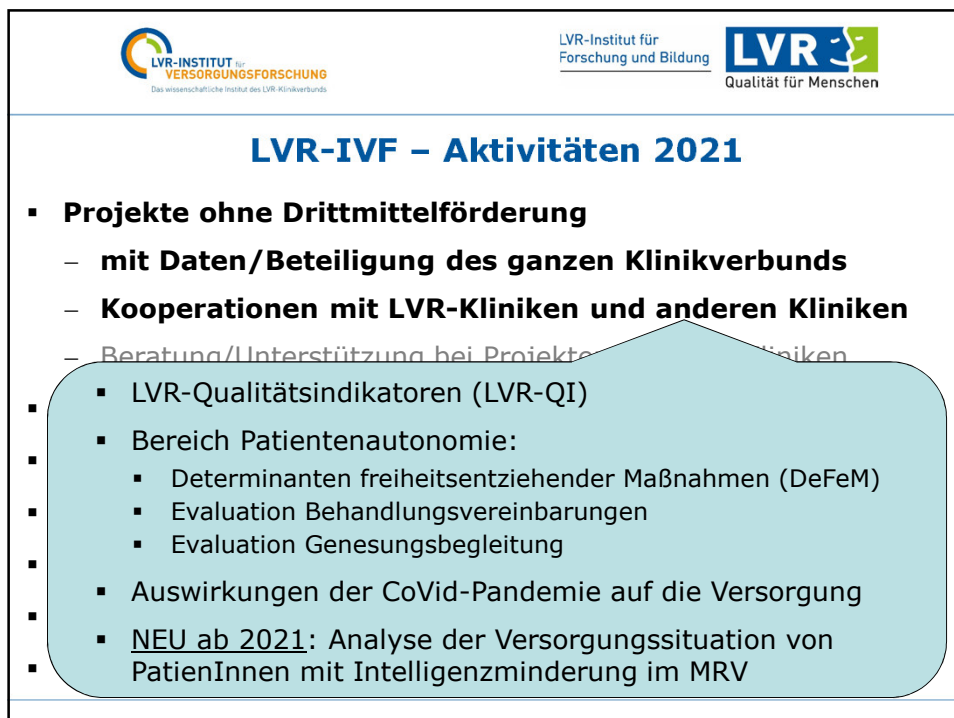 LVR-INSTITUT für
VERSORGUNGSFORSCHUNG
Das wissenschaftliche Institut des LVR-Klinikverbunds
LVR-Institut für
Forschung und Bildung
LVR
Qualität für Menschen
LVR-IVF – Aktivitäten 2021
▪ Projekte ohne Drittmittelförderung
– mit Daten/Beteiligung des ganzen Klinikverbunds
– Kooperationen mit LVR-Kliniken und anderen Kliniken
– Beratung/Unterstützung bei
▪ LVR-Qualitätsindikatoren (LVR-QI)
▪ Bereich Patientenautonomie:
▪ Determinanten freiheitsentziehender Maßnahmen (DeFeM)
▪ Evaluation Behandlungsvereinbarungen
▪ Evaluation Genesungsbegleitung
▪ Auswirkungen der CoVid-Pandemie auf die Versorgung
▪ NEU ab 2021: Analyse der Versorgungssituation von
PatienInnen mit Intelligenzminderung im MRV